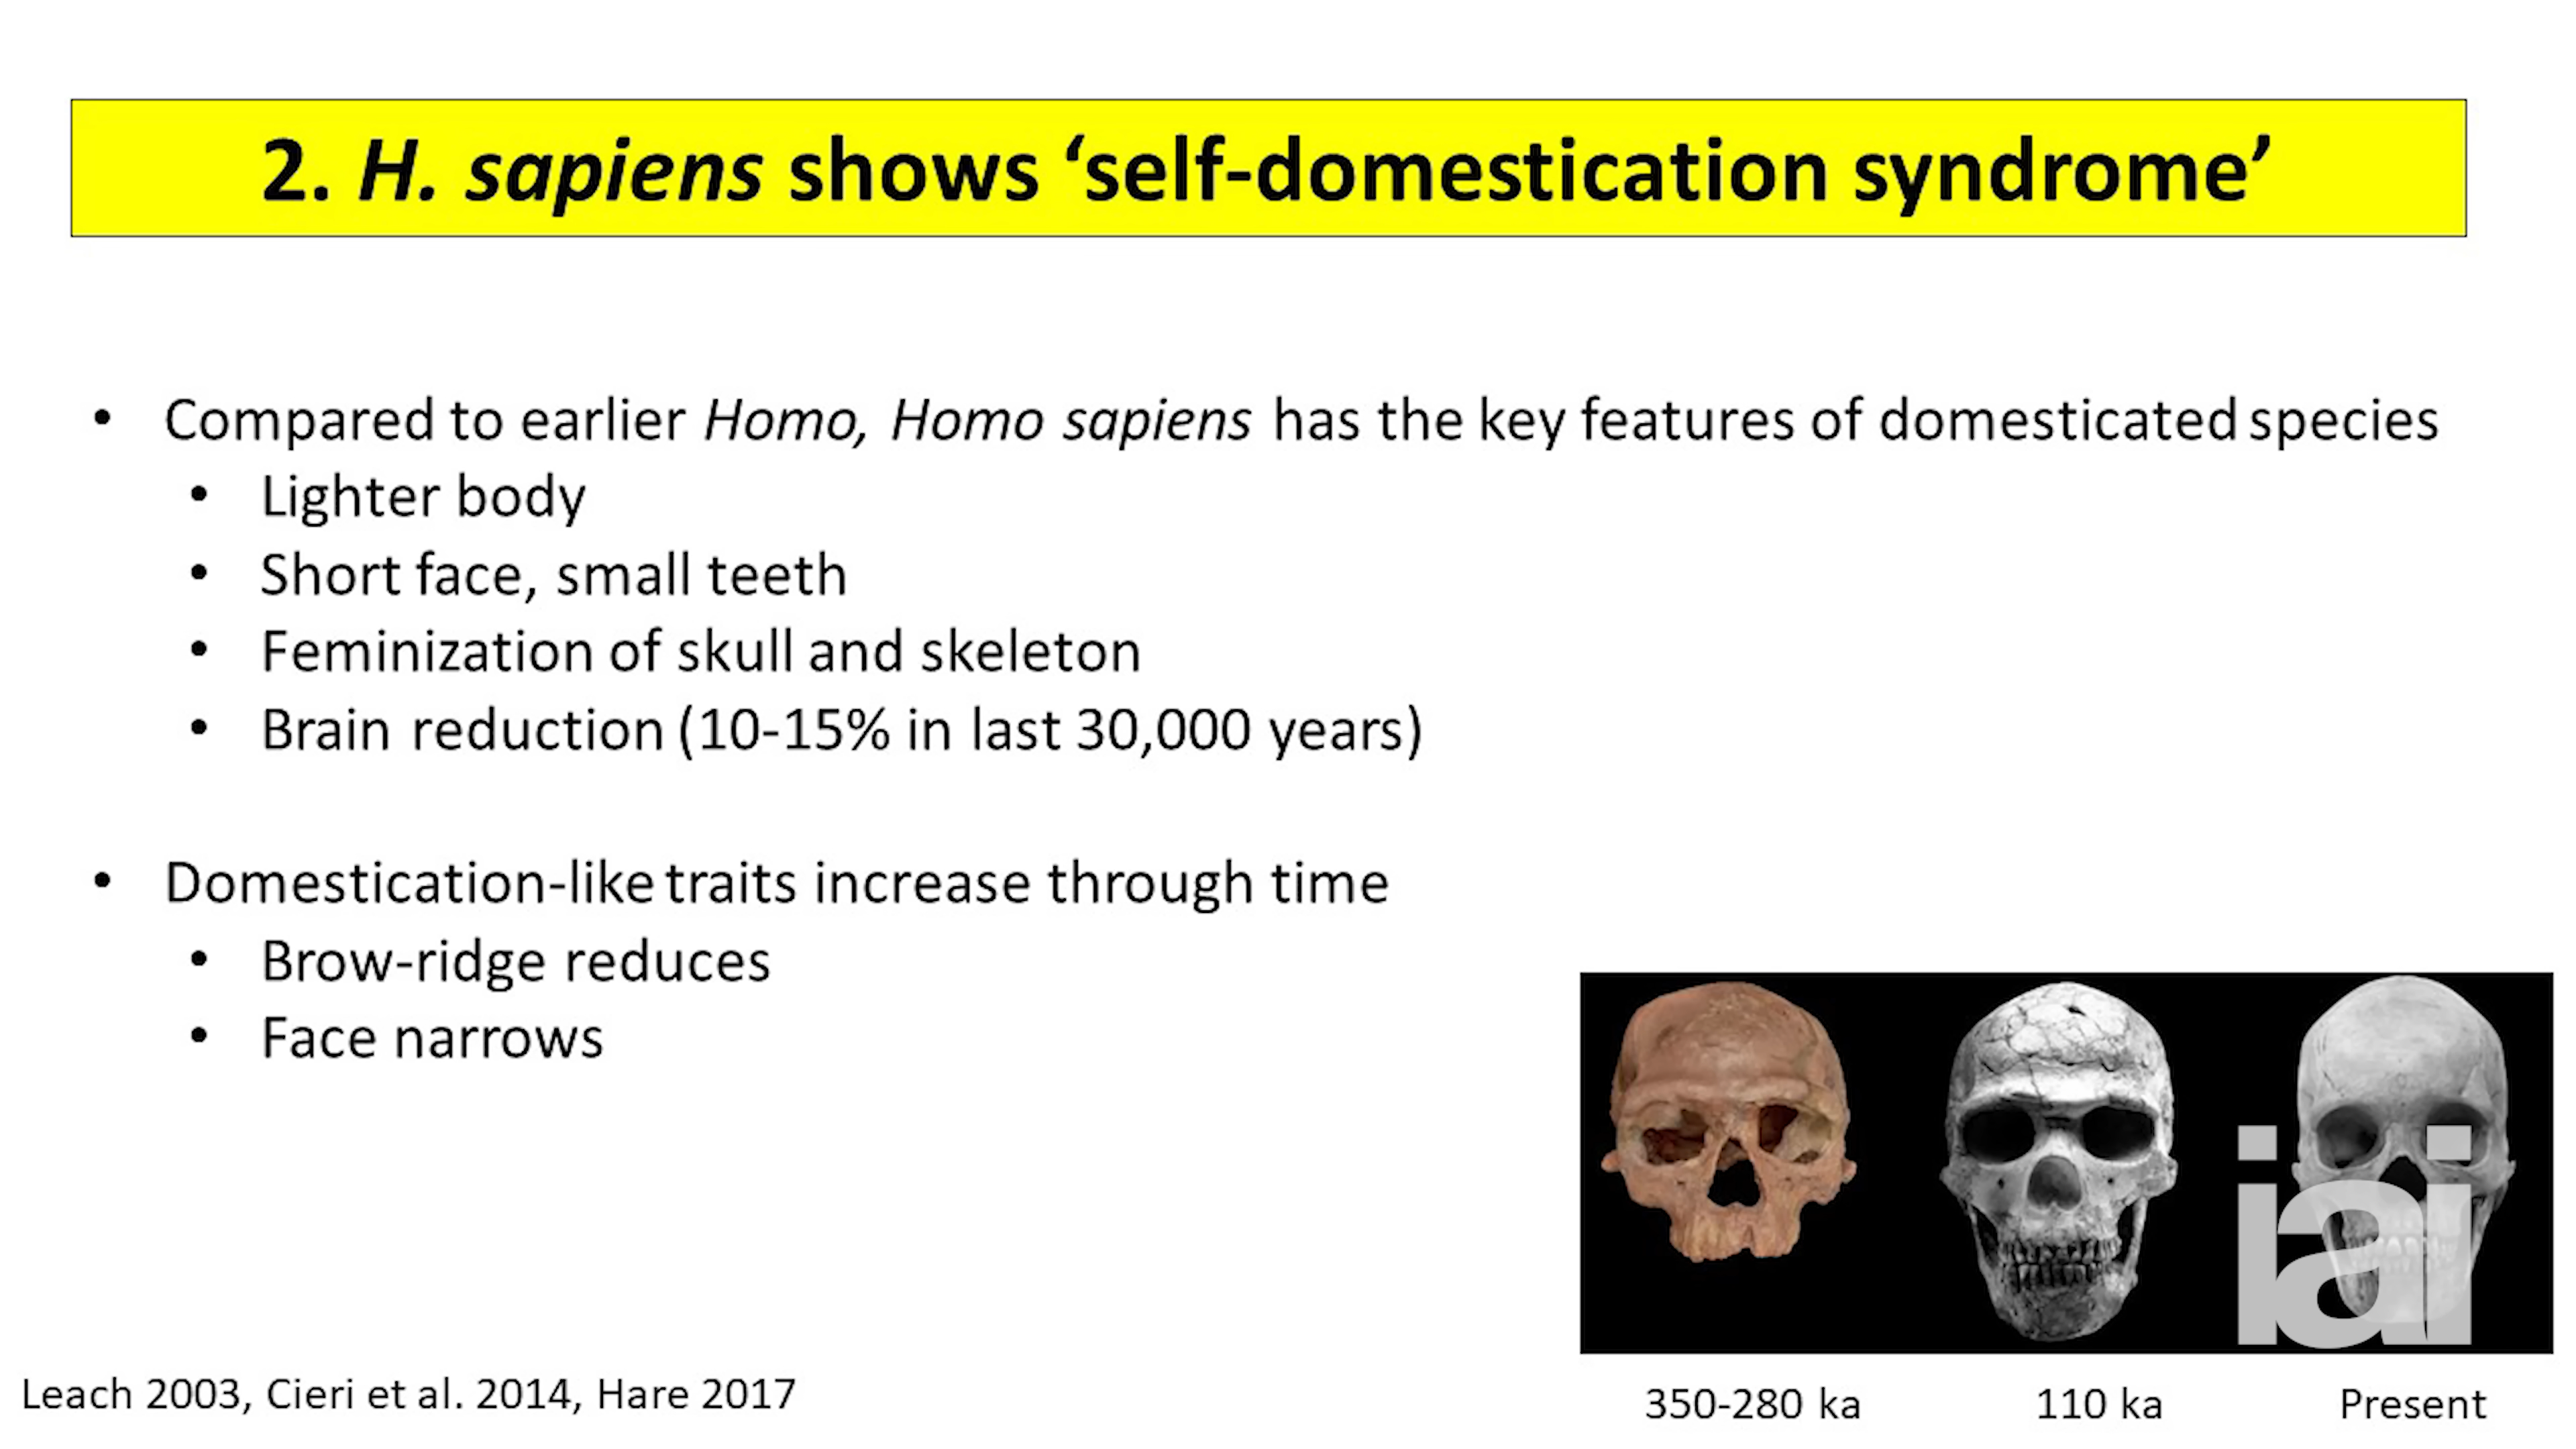 2. H. sapiens shows ‘self-domestication syndrome’
• Compared to earlier Homo, Homo sapiens has the key features of domesticated species
• Lighter body
• Short face, small teeth
• Feminization of skull and skeleton
• Brain reduction (10-15% in last 30,000 years)
• Domestication-like traits increase through time
• Brow-ridge reduces
• Face narrows
iai
Leach 2003, Cieri et al. 2014, Hare 2017
350-280 ka
110 ka
Present